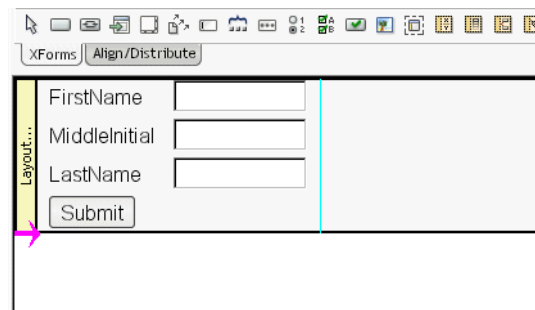 XForms Align/Distribute
FirstName
MiddleInitial
Layout...
LastName
Submit